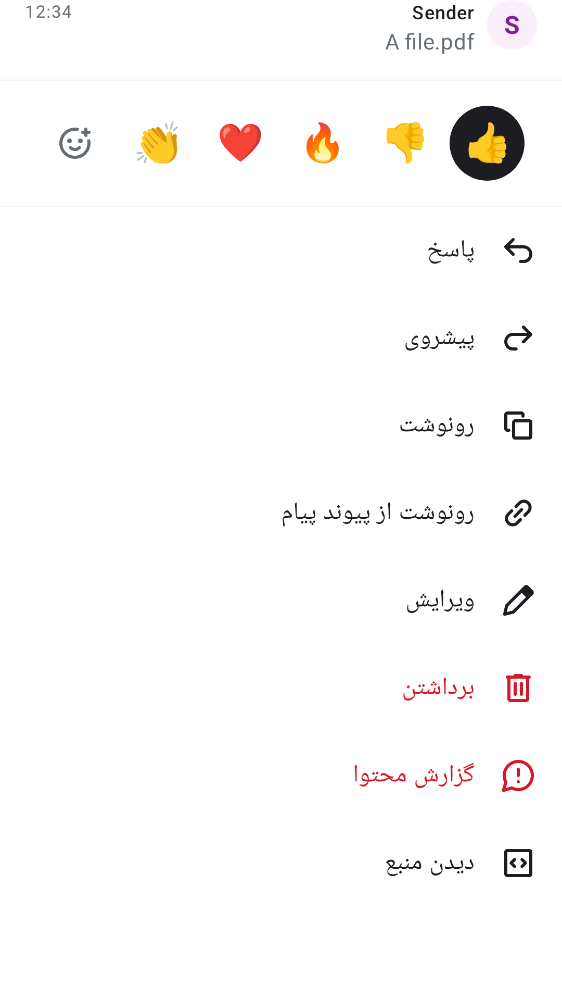 Sender
12:34
S
A file.pdf
پاسخ
پیشروی
رونوشت
رونوشت از پیوند پیام
ویرایش
برداشتن
گزارش محتوا
دیدن منبع